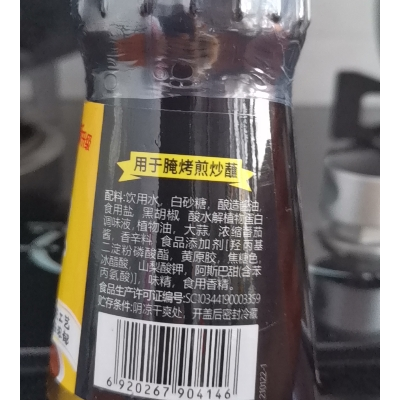 用于腌烤煎炒蘸
配料:饮用水,白砂糖,酿造酱油,
食用盐,黑胡椒,酸水解植物蛋白
调味液,植物油,大蒜,浓缩番茄
酱,香辛料,食品添加剂[羟丙基
二淀粉磷酸酯,黄原胶,焦糖色,
冰醋酸,山梨酸钾,阿斯巴甜(含苯
丙氨酸)],味精,食用香精。
食品生产许可证编号:SC10344190003359
贮存条件:阴凉干爽处,开盖后密封冷藏
工艺
6 920267 904146